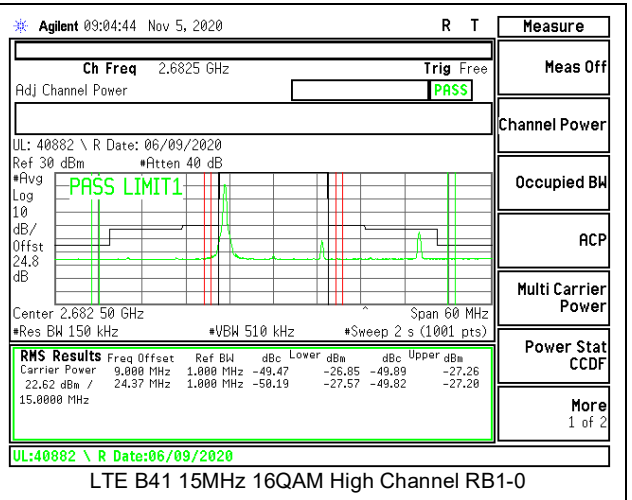 Agilent 09:04:44 Nov 5, 2020 R T
Measure
Ch Freq 2.6825 GHz Trig Free
Meas Off
Adj Channel Power PASS
Channel Power
UL: 40882 \ R Date: 06/09/2020
Ref 30 dBm #Atten 40 dB
#Avg
Log
10
dB/
Offst
24.8
dB
PASS LIMIT1
Occupied BW
ACP
Multi Carrier
Power
Center 2.682 50 GHz Span 60 MHz
#Res BW 150 kHz #VBW 510 kHz #Sweep 2 s (1001 pts)
Power Stat
CCDF
RMS Results Freq Offset Ref BW dBc Lower dBm dBc Upper dBm
Carrier Power 9.000 MHz 1.000 MHz -49.47 -26.85 -49.89 -27.26
22.62 dBm / 24.37 MHz 1.000 MHz -50.19 -27.57 -49.82 -27.20
15.0000 MHz
More
1 of 2
UL:40882 \ R Date:06/09/2020
LTE B41 15MHz 16QAM High Channel RB1-0